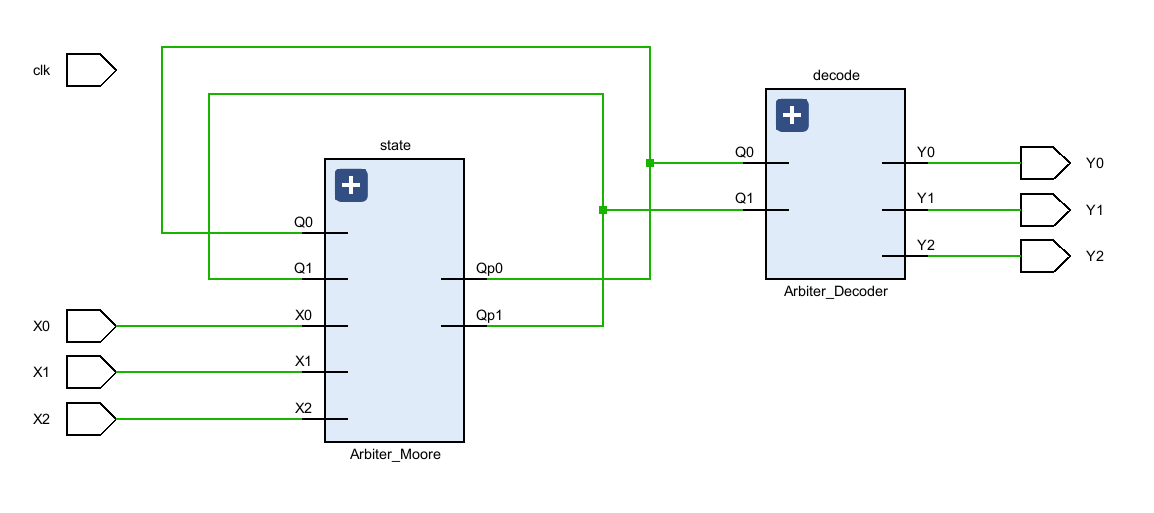 clk
decode
state
Q0
Y0
Y0
Q1
Y1
Y1
Q0
Y2
Y2
Q1
Qp0
Arbiter_Decoder
X0
X0
Qp1
X1
X1
X2
X2
Arbiter_Moore